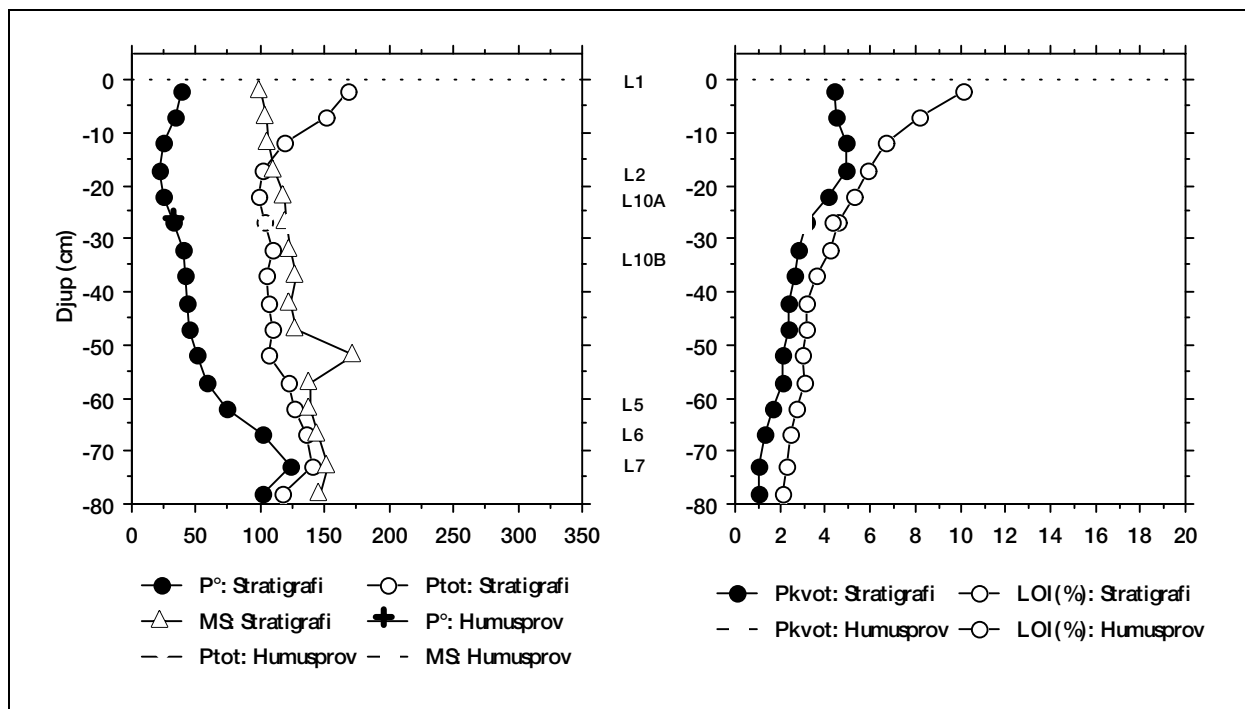 Djup (cm)
0
-10
-20
-30
-40
-50
-60
-70
-80
0 50 100 150 200 250 300 350
L1
L2
L10A
L10B
L5
L6
L7
0
-10
-20
-30
-40
-50
-60
-70
-80
0 2 4 6 8 10 12 14 16 18 20
P°: Stratigrafi Ptot: Stratigrafi
MS: Stratigrafi P°: Humusprov
Ptot: Humusprov MS: Humusprov
Pkvot: Stratigrafi LOI(%): Stratigrafi
Pkvot: Humusprov LOI(%): Humusprov